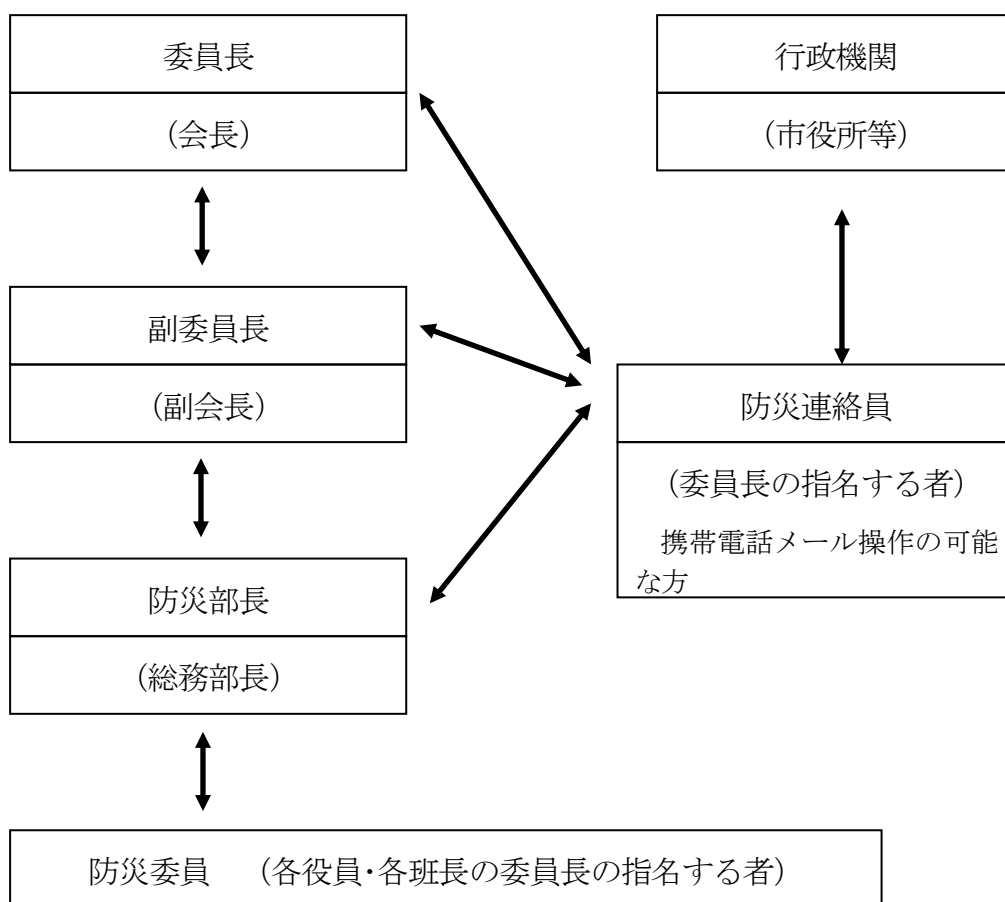 委員長
(会長)
行政機関
(市役所等)
副委員長
(副会長)
防災連絡員
(委員長の指名する者)
携帯電話メール操作の可能
な方
防災部長
(総務部長)
防災委員 (各役員・各班長の委員長の指名する者)